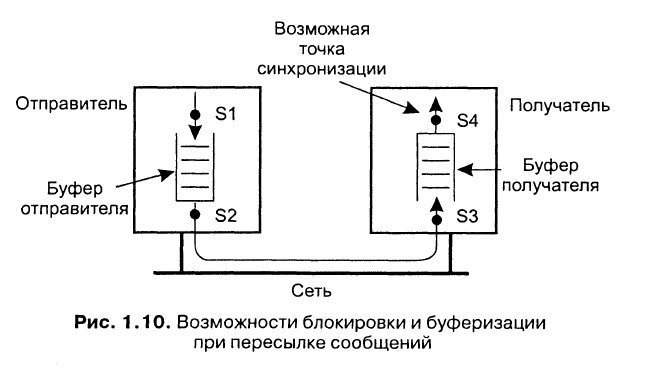 Возможная
точка
синхронизации
Отправитель
S1
Буфер
отправителя
S2
Получатель
S4
Буфер
получателя
S3
Сеть
Рис. 1.10. Возможности блокировки и буферизации
при пересылке сообщений